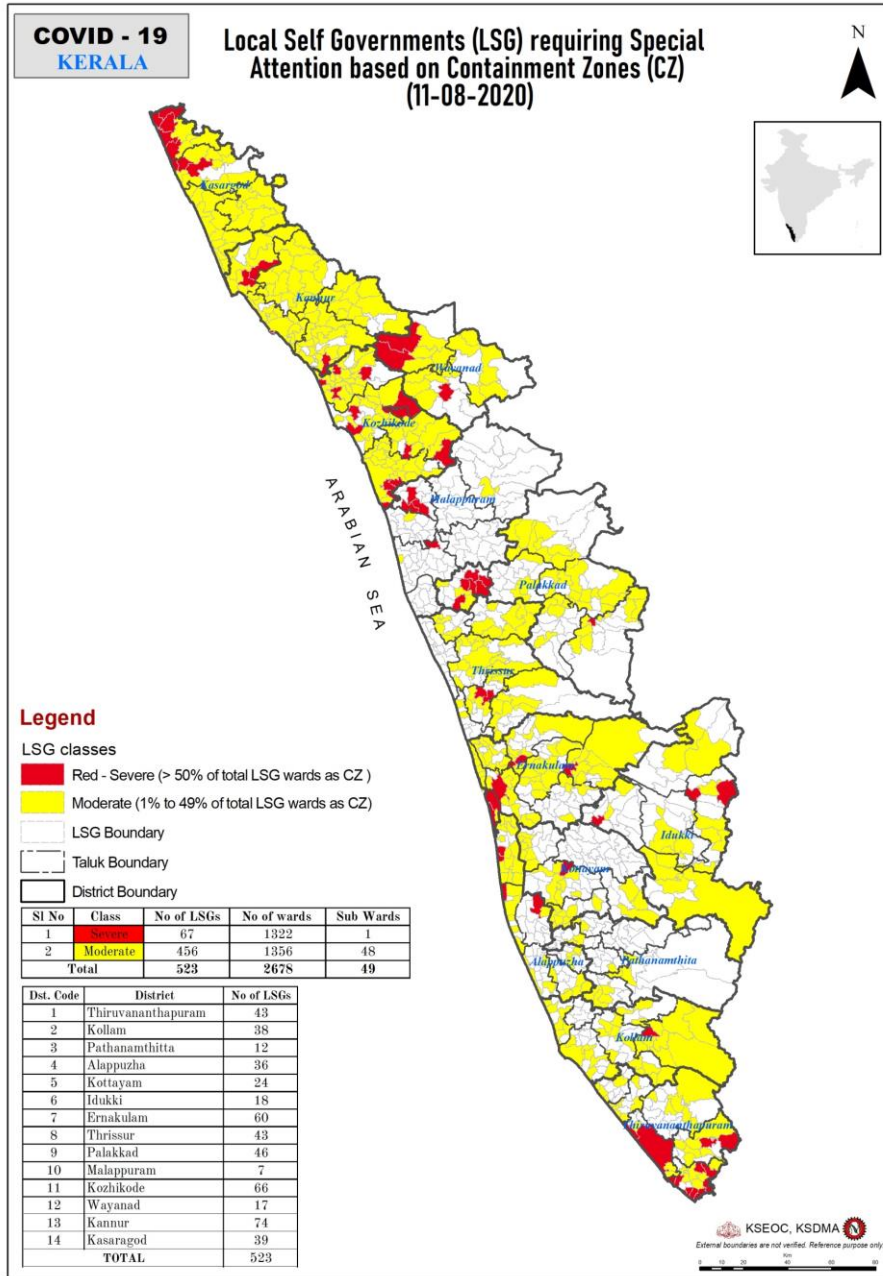 COVID - 19
KERALA
Local Self Governments (LSG) requiring Special
Attention based on Containment Zones (CZ)
(11-08-2020)
N
Kasargod
Kannur
Wayanad
Kozhikode
Malappuram
ARABIAN SEA
Palakkad
Thrissur
Ernakulam
Idukki
Kottayam
Alappuzha
Pathanamthita
Kollam
Thiruvananthapuram
Legend
LSG classes
Red - Severe (> 50% of total LSG wards as CZ )
Moderate (1% to 49% of total LSG wards as CZ)
LSG Boundary
Taluk Boundary
District Boundary
Sl No Class No of LSGs No of wards Sub Wards
1 Severe 67 1322 1
2 Moderate 456 1356 48
Total 523 2678 49
Dst. Code District No of LSGs
1 Thiruvananthapuram 43
2 Kollam 38
3 Pathanamthitta 12
4 Alappuzha 36
5 Kottayam 24
6 Idukki 18
7 Ernakulam 60
8 Thrissur 43
9 Palakkad 46
10 Malappuram 7
11 Kozhikode 66
12 Wayanad 17
13 Kannur 74
14 Kasaragod 39
TOTAL 523
KSEOC, KSDMA
External boundaries are not verified. Reference purpose only
Km
0 10 20 40 60 80